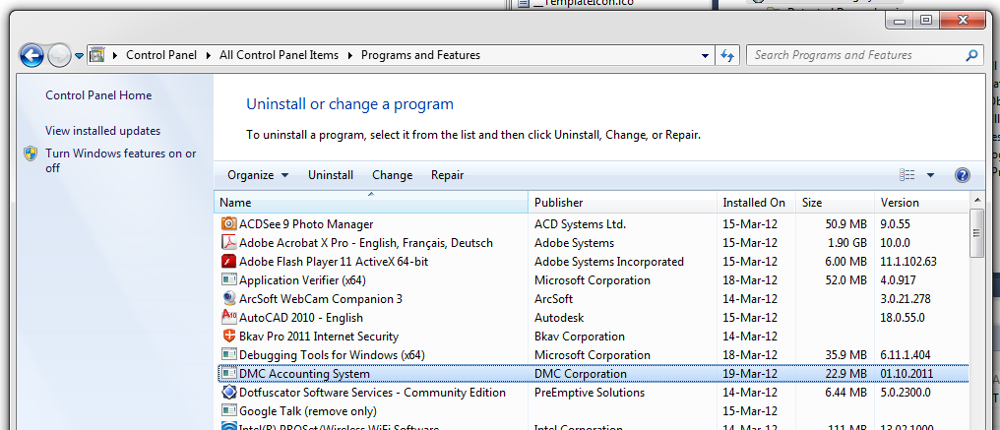 __TemplateIcon.ico
Control Panel All Control Panel Items Programs and Features Search Programs and Features
Control Panel Home
View installed updates
Turn Windows features on or
off
Uninstall or change a program
To uninstall a program, select it from the list and then click Uninstall, Change, or Repair.
Organize Uninstall Change Repair
Name Publisher Installed On Size Version
ACDSee 9 Photo Manager ACD Systems Ltd. 15-Mar-12 50.9 MB 9.0.55
Adobe Acrobat X Pro - English, Français, Deutsch Adobe Systems 15-Mar-12 1.90 GB 10.0.0
Adobe Flash Player 11 ActiveX 64-bit Adobe Systems Incorporated 15-Mar-12 6.00 MB 11.1.102.63
Application Verifier (x64) Microsoft Corporation 18-Mar-12 52.0 MB 4.0.917
ArcSoft WebCam Companion 3 ArcSoft 14-Mar-12 3.0.21.278
AutoCAD 2010 - English Autodesk 15-Mar-12 18.0.55.0
Bkav Pro 2011 Internet Security Bkav Corporation 14-Mar-12
Debugging Tools for Windows (x64) Microsoft Corporation 18-Mar-12 35.9 MB 6.11.1.404
DMC Accounting System DMC Corporation 19-Mar-12 22.9 MB 01.10.2011
Dotfuscator Software Services - Community Edition PreEmptive Solutions 14-Mar-12 6.44 MB 5.0.2300.0
Google Talk (remove only) 15-Mar-12
Intel(R) PROSet/Wireless WiFi Software Intel Corporation 14-Mar-12 111 MB 13.02.1000